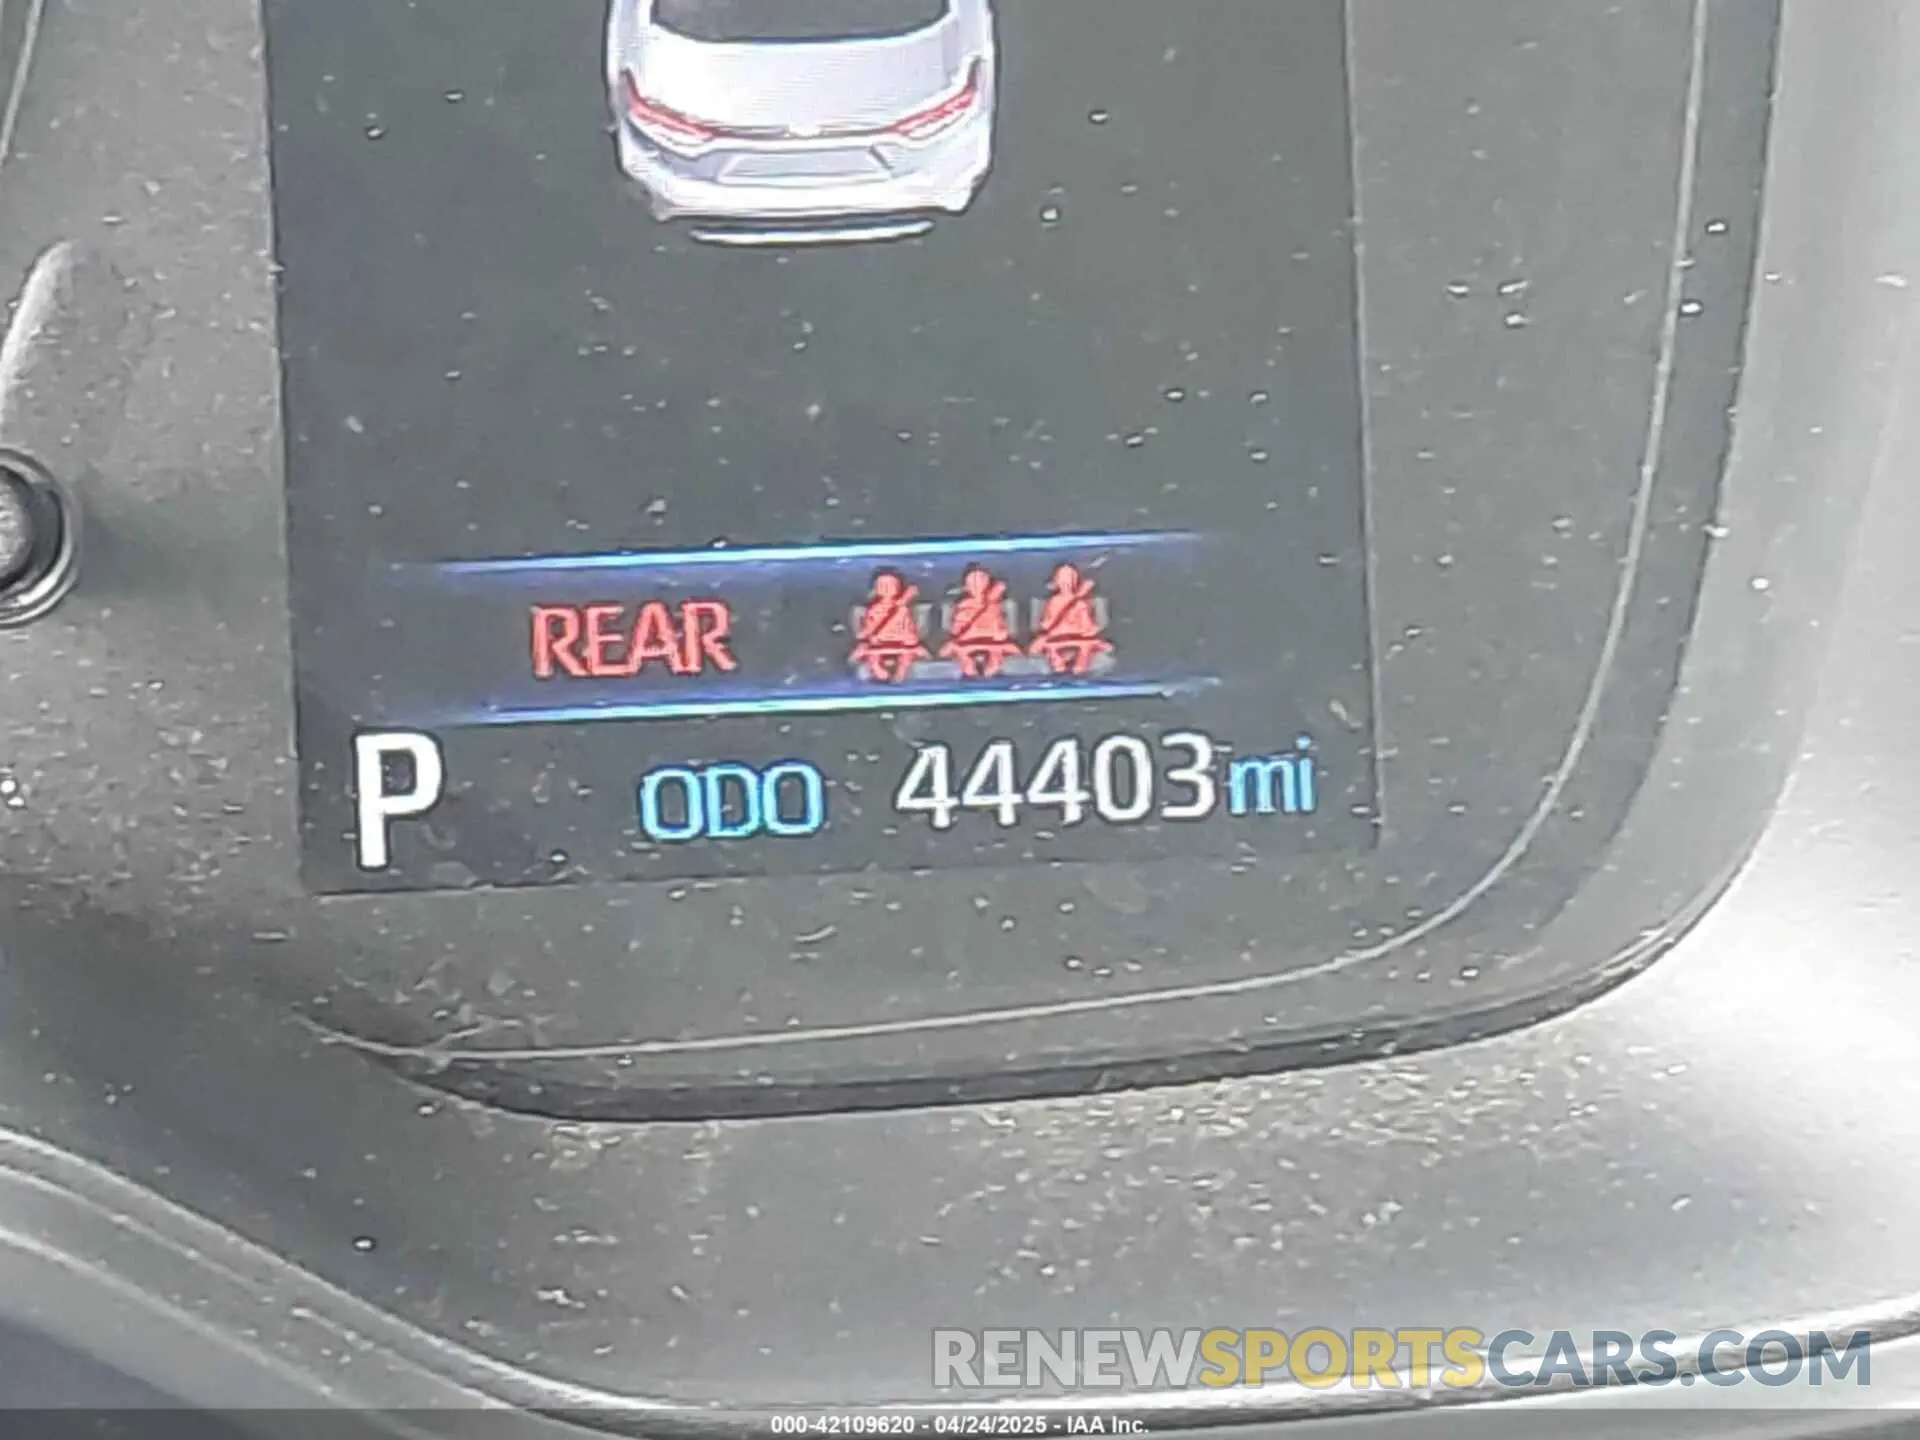 REAR
P ODO 44403mi
RENEWSPORTSCARS.COM
000-42109620 - 04/24/2025 - IAA Inc.